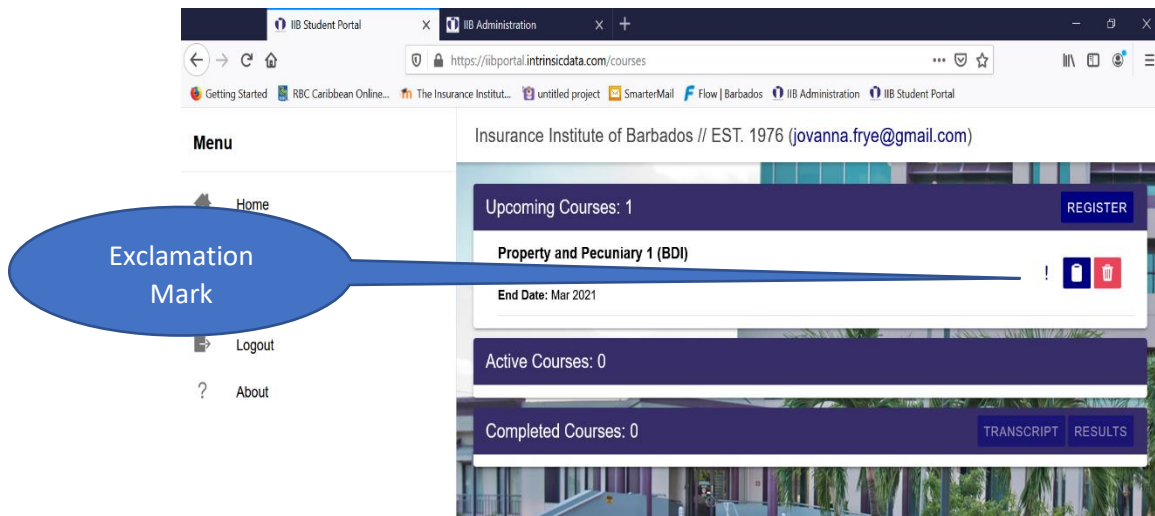 IIB Student Portal
IIB Administration
https://iibportal.intrinsicdata.com/courses
Getting Started RBC Caribbean Online... The Insurance Institut... untitled project SmarterMail Flow | Barbados IIB Administration IIB Student Portal
Menu
Insurance Institute of Barbados // EST. 1976 (jovanna.frye@gmail.com)
Home
Exclamation
Mark
Logout
? About
Upcoming Courses: 1 REGISTER
Property and Pecuniary 1 (BDI)
!
End Date: Mar 2021
Active Courses: 0
Completed Courses: 0 TRANSCRIPT RESULTS